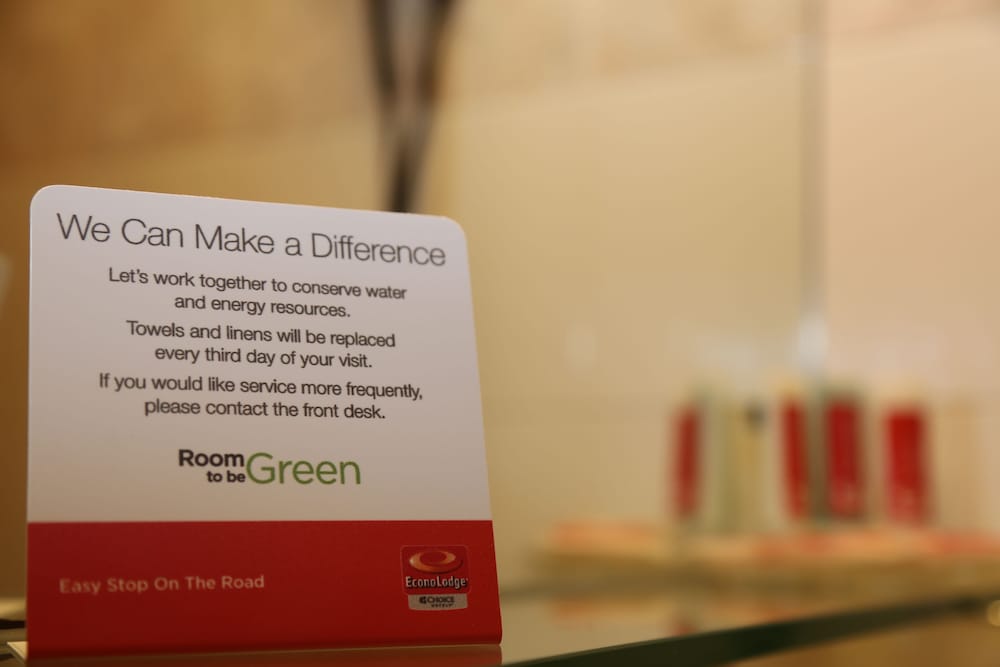 We Can Make a Difference
Let's work together to conserve water
and energy resources.
Towels and linens will be replaced
every third day of your visit.
If you would like service more frequently,
please contact the front desk.
Room
to be Green
Easy Stop On The Road
EconoLodge
CHOICE
HOTELS